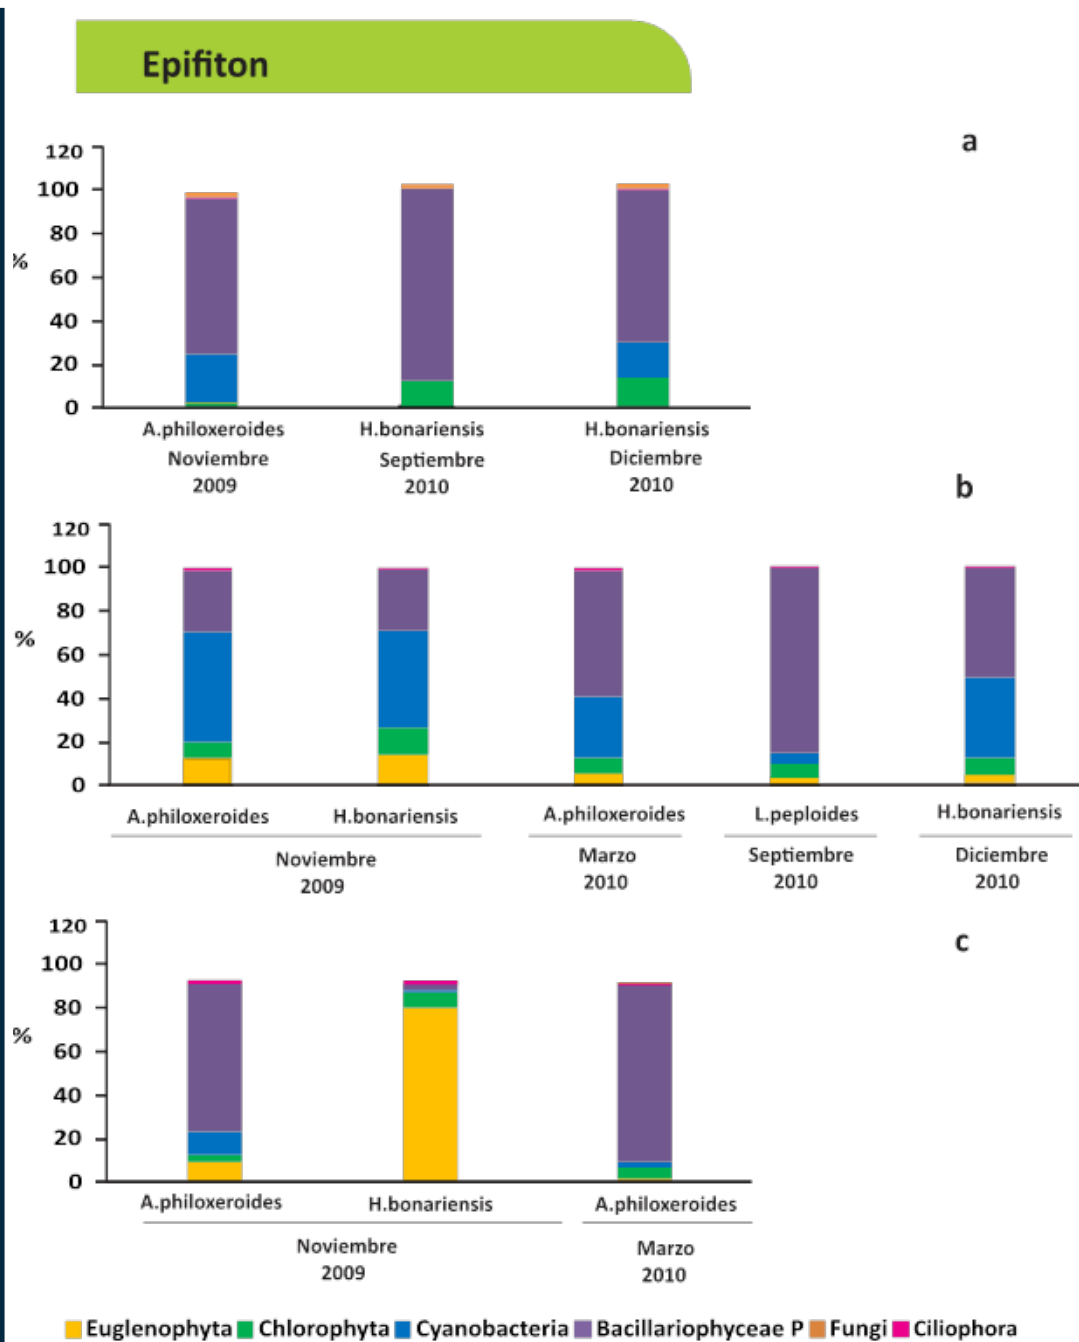 Epifiton
a
120
100
80
%
60
40
20
0
A.philoxeroides H.bonariensis H.bonariensis
Noviembre Septiembre Diciembre
2009 2010 2010
b
120
100
80
%
60
40
20
0
A.philoxeroides H.bonariensis A.philoxeroides L.peploides H.bonariensis
Noviembre Marzo Septiembre Diciembre
2009 2010 2010 2010
c
120
100
80
%
60
40
20
0
A.philoxeroides H.bonariensis A.philoxeroides
Noviembre Marzo
2009 2010
Euglenophyta Chlorophyta Cyanobacteria Bacillariophyceae P Fungi Ciliophora